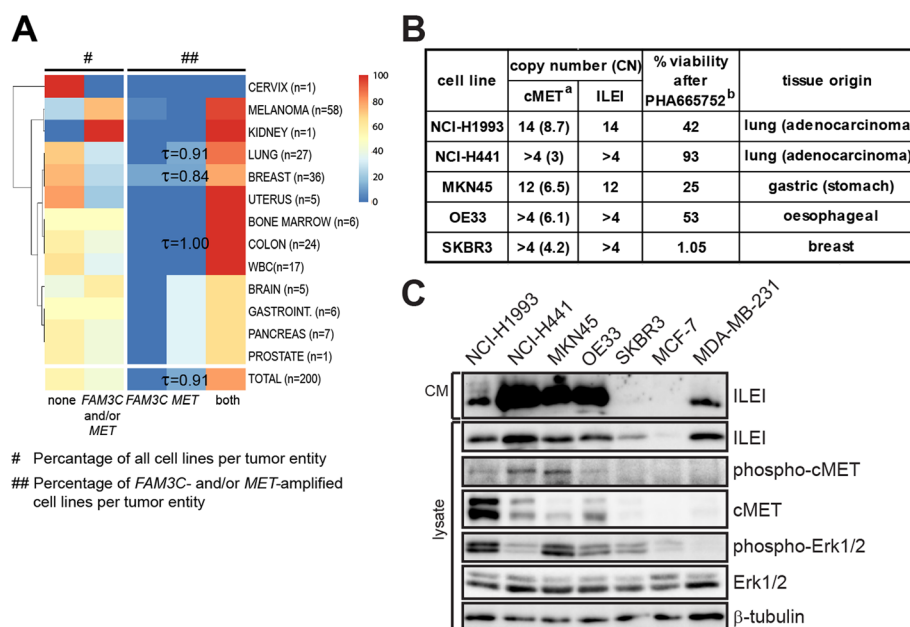 A
#
##
CERVIX (n=1)
MELANOMA (n=58)
KIDNEY (n=1)
τ=0.91 LUNG (n=27)
τ=0.84 BREAST (n=36)
UTERUS (n=5)
BONE MARROW (n=6)
τ=1.00 COLON (n=24)
WBC(n=17)
BRAIN (n=5)
GASTROINT. (n=6)
PANCREAS (n=7)
PROSTATE (n=1)
τ=0.91 TOTAL (n=200)
100
80
60
40
20
0
none FAM3C FAM3C MET both
and/or
MET
# Percantage of all cell lines per tumor entity
## Percentage of FAM3C- and/or MET-amplified
cell lines per tumor entity
B
cell line copy number (CN) % viability after PHA665752b tissue origin
cMETa ILEI
NCI-H1993 14 (8.7) 14 42 lung (adenocarcinoma)
NCI-H441 >4 (3) >4 93 lung (adenocarcinoma)
MKN45 12 (6.5) 12 25 gastric (stomach)
OE33 >4 (6.1) >4 53 oesophageal
SKBR3 >4 (4.2) >4 1.05 breast
C
NCI-H1993 NCI-H441 MKN45 OE33 SKBR3 MCF-7 MDA-MB-231
CM ILEI
lysate
ILEI
phospho-cMET
cMET
phospho-Erk1/2
Erk1/2
β-tubulin